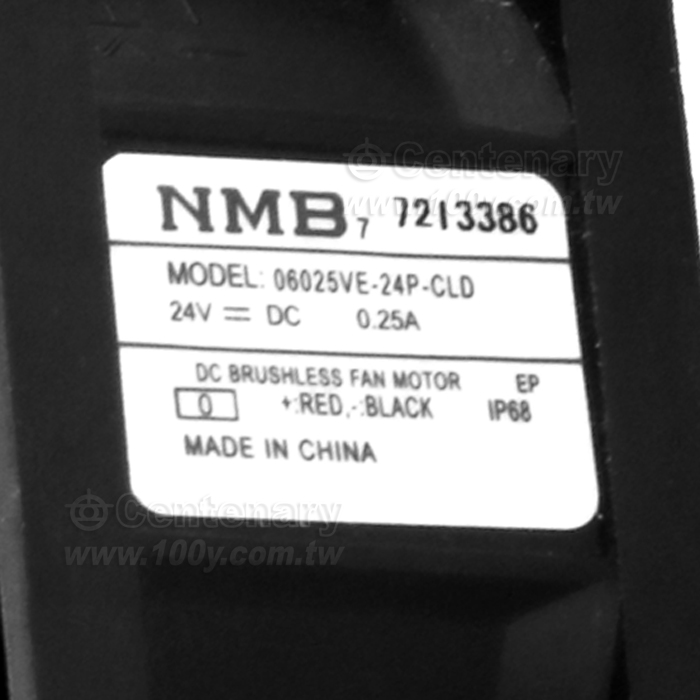 Centenary
www.100y.com.tw
NMB 7 7213386
MODEL: 06025VE-24P-CLD
24V ⎓ DC 0.25A
DC BRUSHLESS FAN MOTOR EP
0 +:RED,-:BLACK IP68
MADE IN CHINA
Centenary
www.100y.com.tw